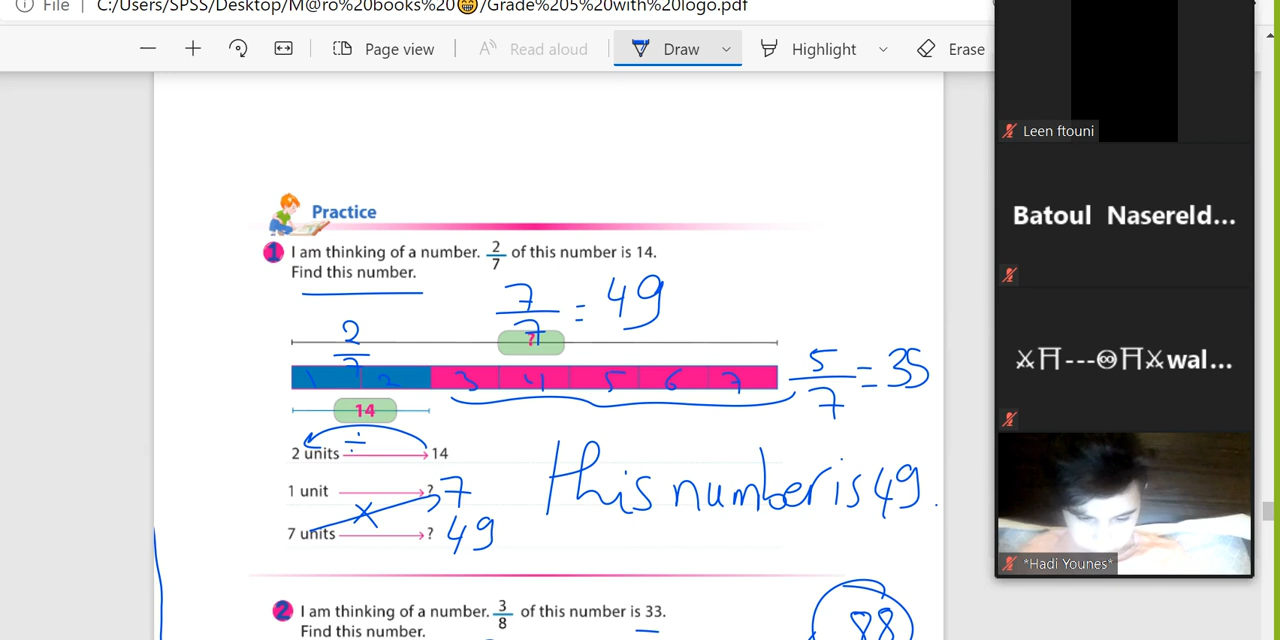 File | C:/Users/SPSS/Desktop/M@ro%20books%20😁/Grade%205%20with%20logo.pdf
Page view
Read aloud
Draw
Highlight
Erase
Leen ftouni
Batoul Nasereld...
⚔⛩---♾⛩⚔wal...
*Hadi Younes*
Practice
1 I am thinking of a number. 2/7 of this number is 14.
Find this number.
7/7 = 49
2/7
?
1 2 3 4 5 6 7
5/7 = 35
14
÷
2 units → 14
1 unit → ? 7
this number is 49.
×
7 units → ? 49
2 I am thinking of a number. 3/8 of this number is 33.
Find this number.
88